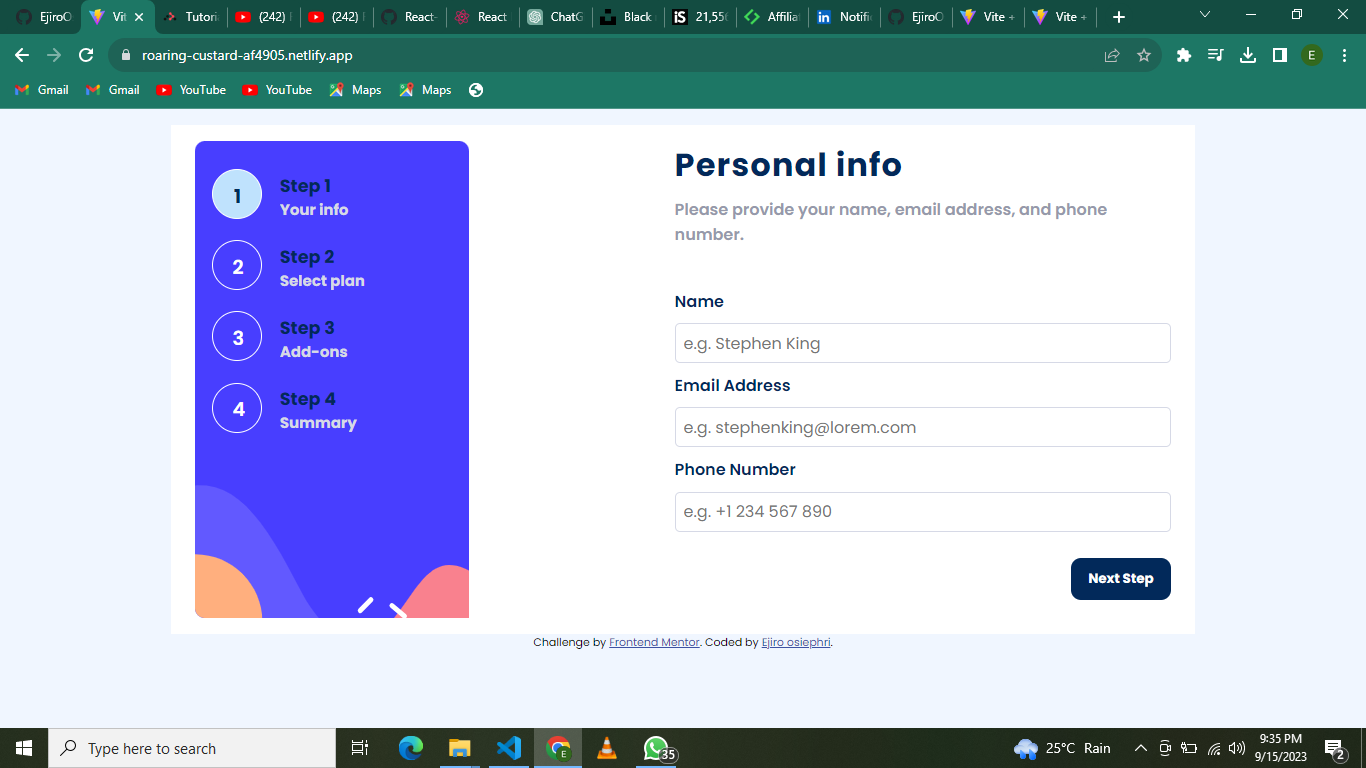 EjiroO
Vit
Tutoria
(242)
(242)
React-
React
ChatG
Black
iS
21,550
Affilia
Notifi
EjiroO
Vite +
Vite +
roaring-custard-af4905.netlify.app
E
Gmail
Gmail
YouTube
YouTube
Maps
Maps
1
Step 1
Your info
2
Step 2
Select plan
3
Step 3
Add-ons
4
Step 4
Summary
Personal info
Please provide your name, email address, and phone
number.
Name
e.g. Stephen King
Email Address
e.g. stephenking@lorem.com
Phone Number
e.g. +1 234 567 890
Next Step
Challenge by Frontend Mentor. Coded by Ejiro osiephri.
Type here to search
E
35
25°C Rain
9:35 PM
9/15/2023
2